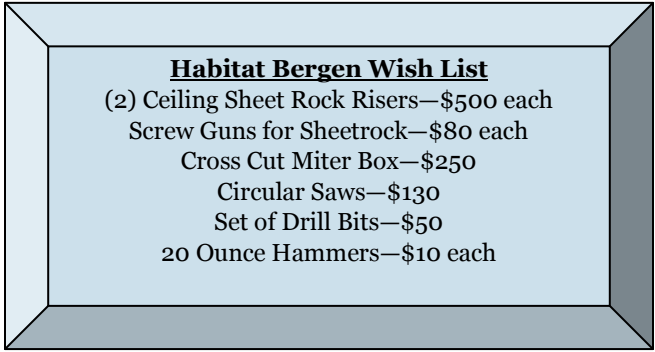 Habitat Bergen Wish List
(2) Ceiling Sheet Rock Risers—$500 each
Screw Guns for Sheetrock—$80 each
Cross Cut Miter Box—$250
Circular Saws—$130
Set of Drill Bits—$50
20 Ounce Hammers—$10 each